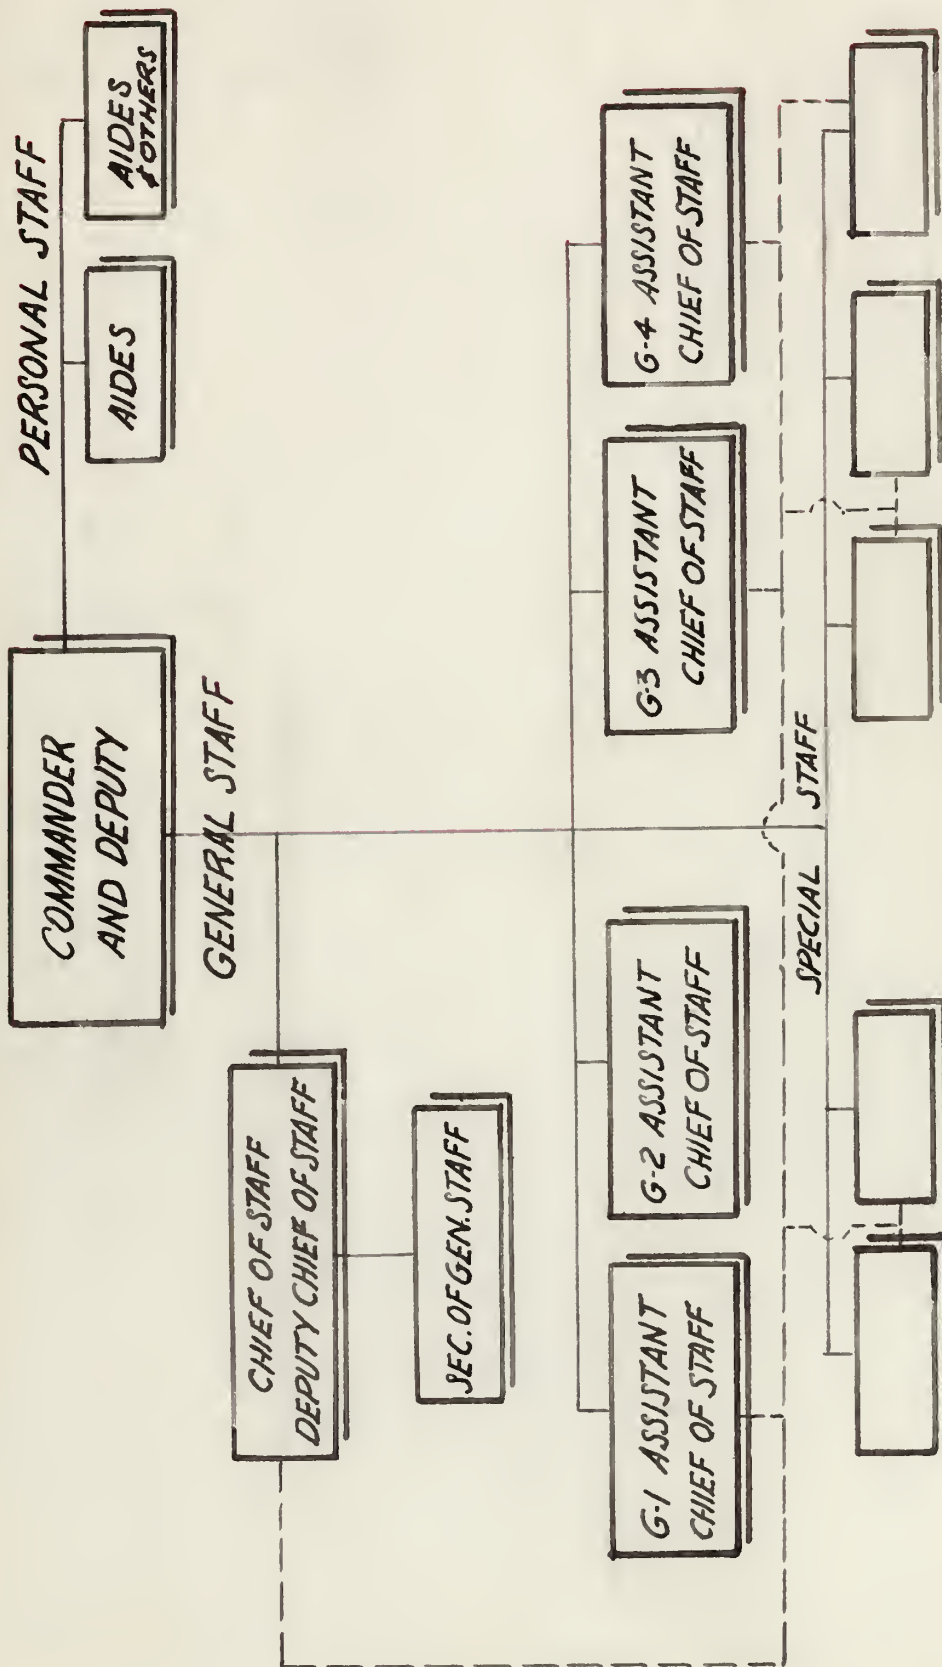 COMMANDER
AND DEPUTY
PERSONAL STAFF
AIDES
AIDES
& OTHERS
GENERAL STAFF
CHIEF OF STAFF
DEPUTY CHIEF OF STAFF
SEC. OF GEN. STAFF
G-1 ASSISTANT
CHIEF OF STAFF
G-2 ASSISTANT
CHIEF OF STAFF
G-3 ASSISTANT
CHIEF OF STAFF
G-4 ASSISTANT
CHIEF OF STAFF
SPECIAL STAFF